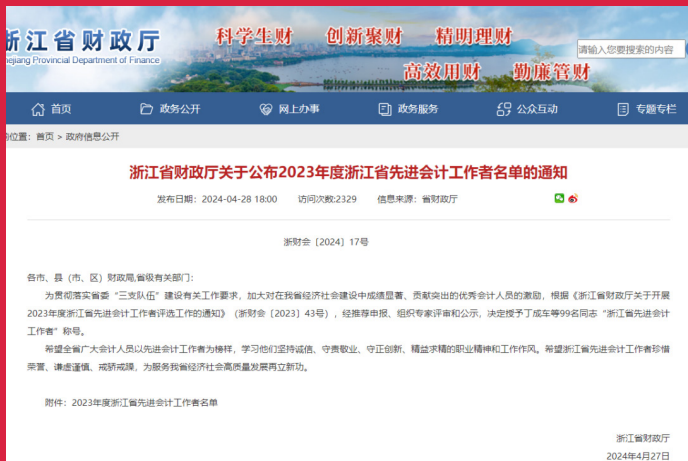 浙江省财政厅
Zhejiang Provincial Department of Finance
科学生财 创新聚财 精明理财
高效用财 勤廉管财
请输入您要搜索的内容
首页 政务公开 网上办事 政务服务 公众互动 专题专栏
的位置：首页 > 政府信息公开
浙江省财政厅关于公布2023年度浙江省先进会计工作者名单的通知
发布日期：2024-04-28 18:00 访问次数:2329 信息来源：省财政厅
浙财会〔2024〕17号
各市、县（市、区）财政局,省级有关部门：
为贯彻落实省委“三支队伍”建设有关工作要求，加大对在我省经济社会建设中成绩显著、贡献突出的优秀会计人员的激励，根据《浙江省财政厅关于开展
2023年度浙江省先进会计工作者评选工作的通知》（浙财会〔2023〕43号），经推荐申报、组织专家评审和公示，决定授予丁成车等99名同志“浙江省先进会计
工作者”称号。
希望全省广大会计人员以先进会计工作者为榜样，学习他们坚持诚信、守责敬业、守正创新、精益求精的职业精神和工作作风。希望浙江省先进会计工作者珍惜
荣誉、谦虚谨慎、戒骄戒躁，为服务我省经济社会高质量发展再立新功。
附件：2023年度浙江省先进会计工作者名单
浙江省财政厅
2024年4月27日